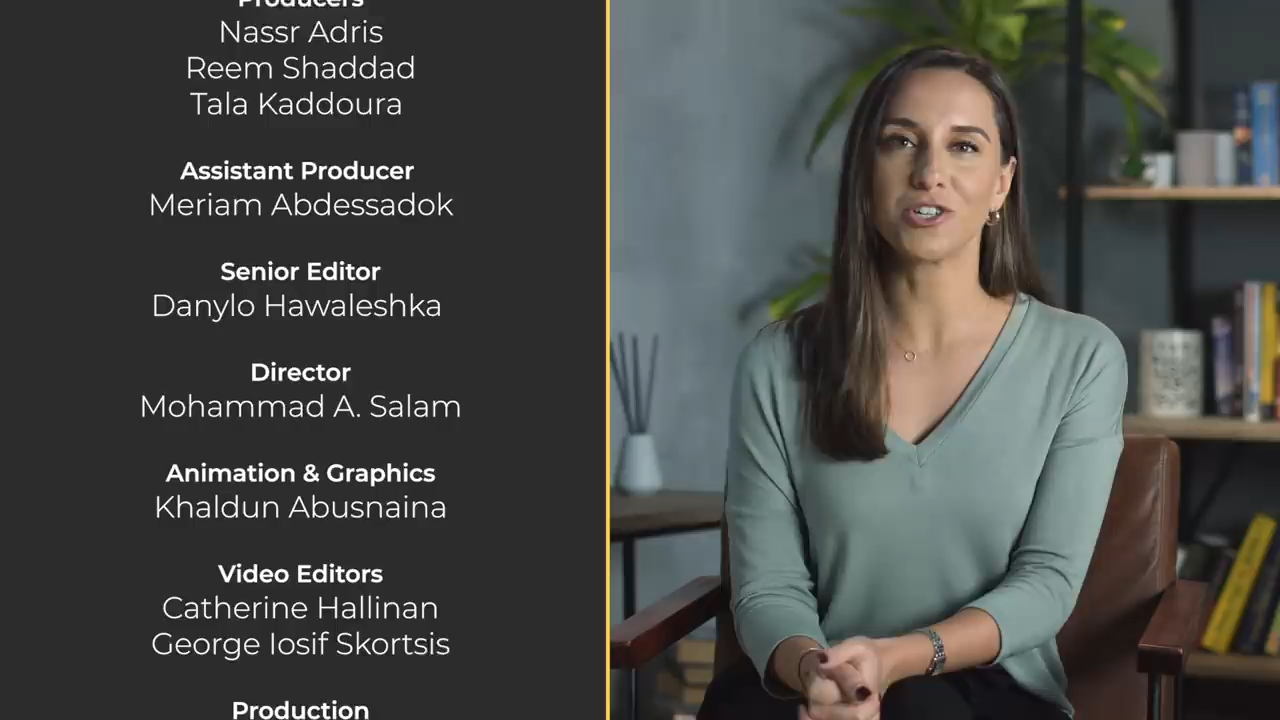 Producers
Nassr Adris
Reem Shaddad
Tala Kaddoura
Assistant Producer
Meriam Abdessadok
Senior Editor
Danylo Hawaleshka
Director
Mohammad A. Salam
Animation & Graphics
Khaldun Abusnaina
Video Editors
Catherine Hallinan
George Iosif Skortsis
Production